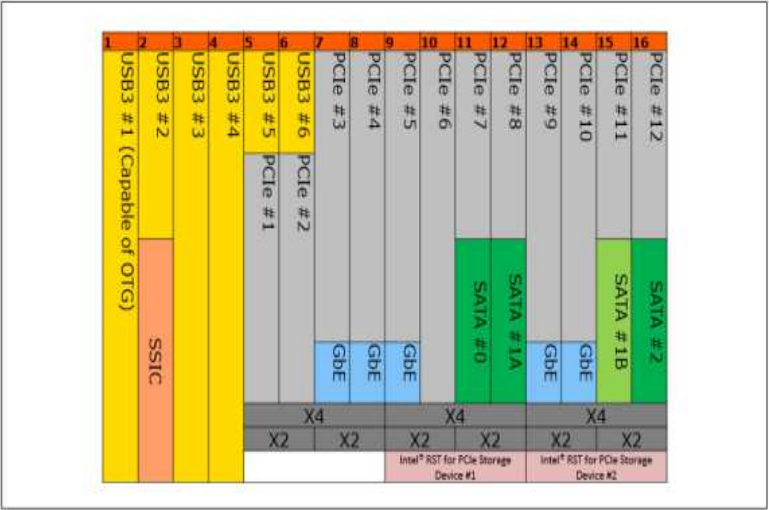 1 2 3 4 5 6 7 8 9 10 11 12 13 14 15 16
USB3 #1 (Capable of OTG)
USB3 #2
SSIC
USB3 #3
USB3 #4
USB3 #5
PCIe #1
USB3 #6
PCIe #2
PCIe #3
GbE
PCIe #4
GbE
PCIe #5
GbE
PCIe #6
PCIe #7
SATA #0
PCIe #8
SATA #1A
PCIe #9
GbE
PCIe #10
GbE
PCIe #11
SATA #1B
PCIe #12
SATA #2
X4 X4 X4
X2 X2 X2 X2 X2 X2
Intel® RST for PCIe Storage
Device #1
Intel® RST for PCIe Storage
Device #2